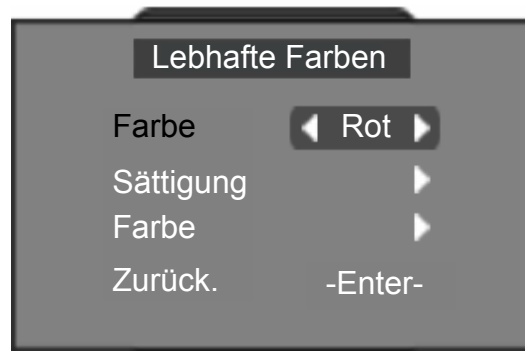 Lebhafte Farben
Farbe Rot
Sättigung
Farbe
Zurück. -Enter-